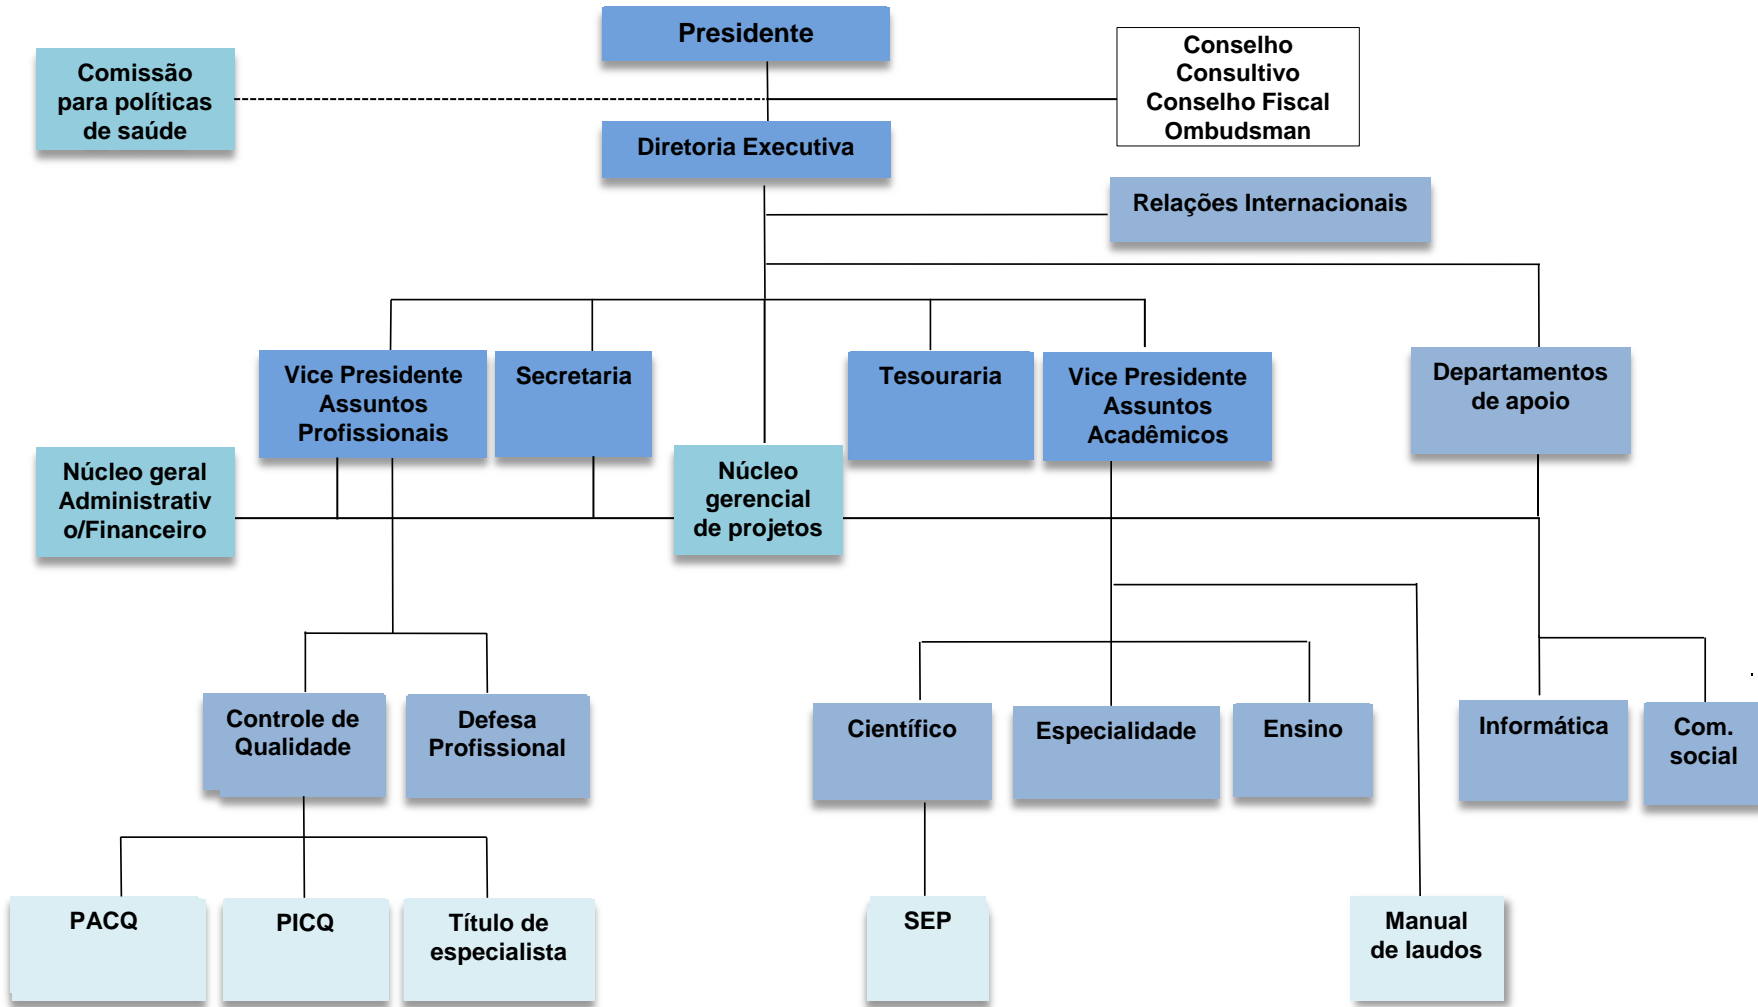 Presidente
Comissão
para políticas
de saúde
Conselho
Consultivo
Conselho Fiscal
Ombudsman
Diretoria Executiva
Relações Internacionais
Vice Presidente
Assuntos
Profissionais
Secretaria
Tesouraria
Vice Presidente
Assuntos
Acadêmicos
Departamentos
de apoio
Núcleo geral
Administrativ
o/Financeiro
Núcleo
gerencial
de projetos
Controle de
Qualidade
Defesa
Profissional
Científico
Especialidade
Ensino
Informática
Com.
social
PACQ
PICQ
Título de
especialista
SEP
Manual
de laudos